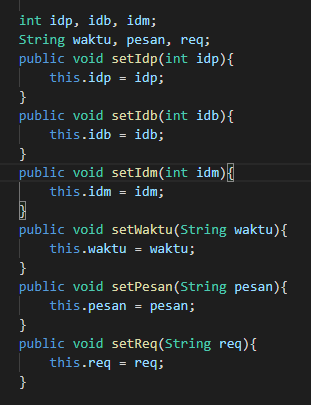 int idp, idb, idm;
String waktu, pesan, req;
public void setIdp(int idp){
    this.idp = idp;
}
public void setIdb(int idb){
    this.idb = idb;
}
public void setIdm(int idm){
    this.idm = idm;
}
public void setWaktu(String waktu){
    this.waktu = waktu;
}
public void setPesan(String pesan){
    this.pesan = pesan;
}
public void setReq(String req){
    this.req = req;
}